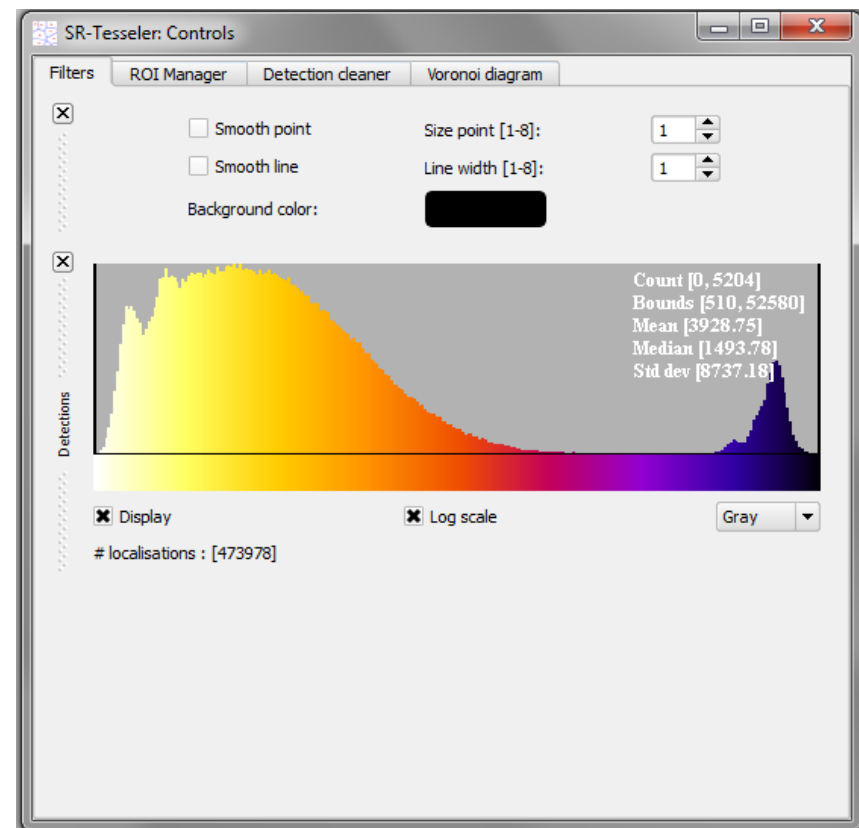 SR-Tesseler: Controls
Filters ROI Manager Detection cleaner Voronoi diagram
Smooth point Size point [1-8]: 1
Smooth line Line width [1-8]: 1
Background color:
Count [0, 5204]
Bounds [510, 52580]
Mean [3928.75]
Median [1493.78]
Std dev [8737.18]
Detections
Display Log scale Gray
# localisations : [473978]